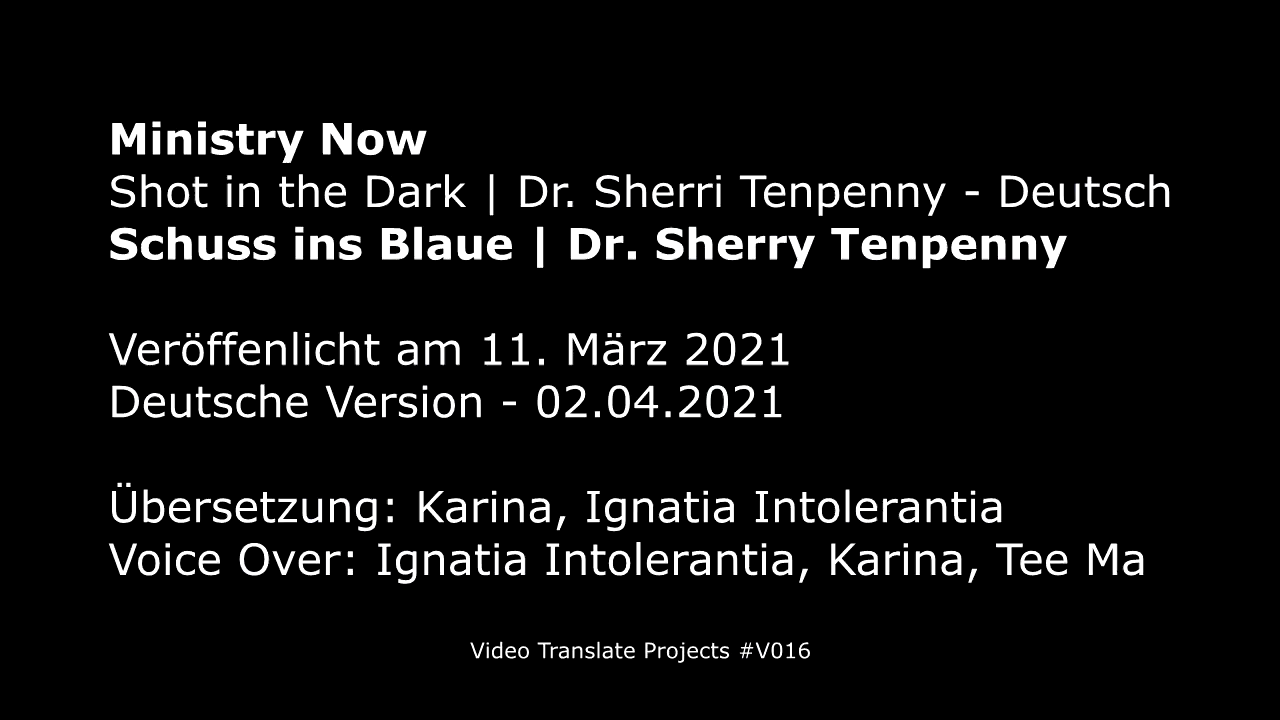 Ministry Now
Shot in the Dark | Dr. Sherri Tenpenny - Deutsch
Schuss ins Blaue | Dr. Sherry Tenpenny
Veröffentlicht am 11. März 2021
Deutsche Version - 02.04.2021
Übersetzung: Karina, Ignatia Intolerantia
Voice Over: Ignatia Intolerantia, Karina, Tee Ma
Video Translate Projects #V016